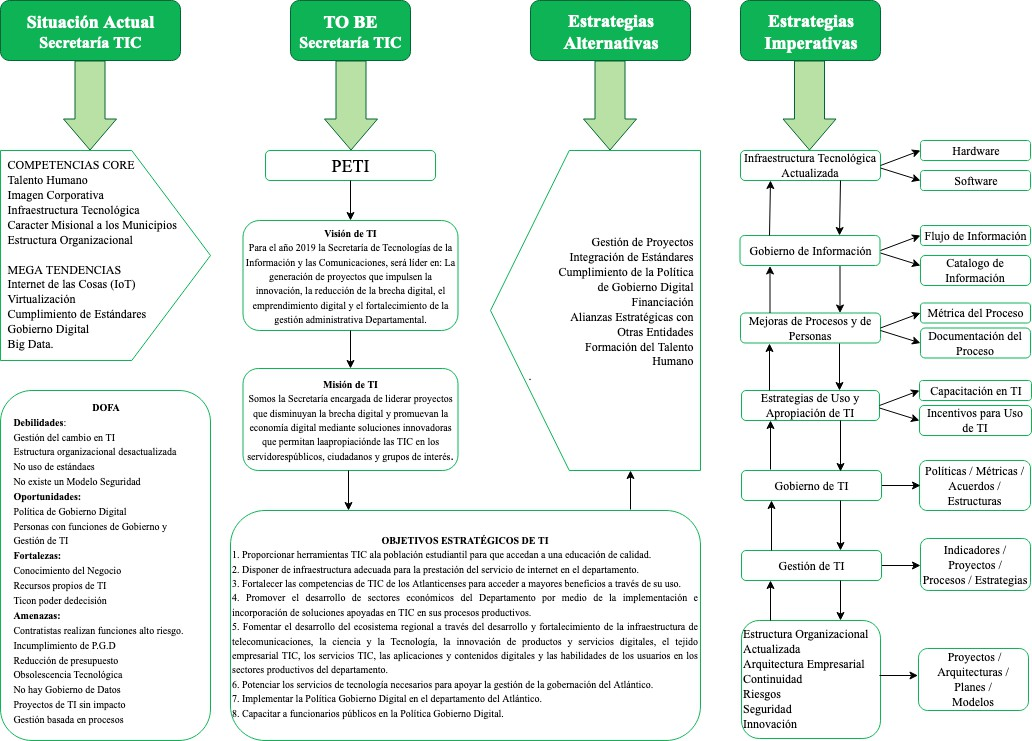 Situación Actual
Secretaría TIC
COMPETENCIAS CORE
Talento Humano
Imagen Corporativa
Infraestructura Tecnológica
Caracter Misional a los Municipios
Estructura Organizacional
MEGA TENDENCIAS
Internet de las Cosas (IoT)
Virtualización
Cumplimiento de Estándares
Gobierno Digital
Big Data.
DOFA
Debilidades:
Gestión del cambio en TI
Estructura organizacional desactualizada
No uso de estándaes
No existe un Modelo Seguridad
Oportunidades:
Política de Gobierno Digital
Personas con funciones de Gobierno y
Gestión de TI
Fortalezas:
Conocimiento del Negocio
Recursos propios de TI
Ticon poder dedecisión
Amenazas:
Contratistas realizan funciones alto riesgo.
Incumplimiento de P.G.D
Reducción de presupuesto
Obsolescencia Tecnológica
No hay Gobierno de Datos
Proyectos de TI sin impacto
Gestión basada en procesos
TO BE
Secretaría TIC
PETI
Visión de TI
Para el año 2019 la Secretaría de Tecnologías de la
Información y las Comunicaciones, será líder en: La
generación de proyectos que impulsen la
innovación, la reducción de la brecha digital, el
emprendimiento digital y el fortalecimiento de la
gestión administrativa Departamental.
Misión de TI
Somos la Secretaría encargada de liderar proyectos
que disminuyan la brecha digital y promuevan la
economía digital mediante soluciones innovadoras
que permitan laapropiaciónde las TIC en los
servidorespúblicos, ciudadanos y grupos de interés.
OBJETIVOS ESTRATÉGICOS DE TI
1. Proporcionar herramientas TIC ala población estudiantil para que accedan a una educación de calidad.
2. Disponer de infraestructura adecuada para la prestación del servicio de internet en el departamento.
3. Fortalecer las competencias de TIC de los Atlanticenses para acceder a mayores beneficios a través de su uso.
4. Promover el desarrollo de sectores económicos del Departamento por medio de la implementación e
incorporación de soluciones apoyadas en TIC en sus procesos productivos.
5. Fomentar el desarrollo del ecosistema regional a través del desarrollo y fortalecimiento de la infraestructura de
telecomunicaciones, la ciencia y la Tecnología, la innovación de productos y servicios digitales, el tejido
empresarial TIC, los servicios TIC, las aplicaciones y contenidos digitales y las habilidades de los usuarios en los
sectores productivos del departamento.
6. Potenciar los servicios de tecnología necesarios para apoyar la gestión de la gobernación del Atlántico.
7. Implementar la Política Gobierno Digital en el departamento del Atlántico.
8. Capacitar a funcionarios públicos en la Política Gobierno Digital.
Estrategias
Alternativas
Gestión de Proyectos
Integración de Estándares
Cumplimiento de la Política
de Gobierno Digital
Financiación
Alianzas Estratégicas con
Otras Entidades
Formación del Talento
Humano
Estrategias
Imperativas
Infraestructura Tecnológica
Actualizada
Hardware
Software
Gobierno de Información
Flujo de Información
Catalogo de
Información
Mejoras de Procesos y de
Personas
Métrica del Proceso
Documentación del
Proceso
Estrategias de Uso y
Apropiación de TI
Capacitación en TI
Incentivos para Uso
de TI
Gobierno de TI
Políticas / Métricas /
Acuerdos /
Estructuras
Gestión de TI
Indicadores /
Proyectos /
Procesos / Estrategias
Estructura Organizacional
Actualizada
Arquitectura Empresarial
Continuidad
Riesgos
Seguridad
Innovación
Proyectos /
Arquitecturas /
Planes /
Modelos